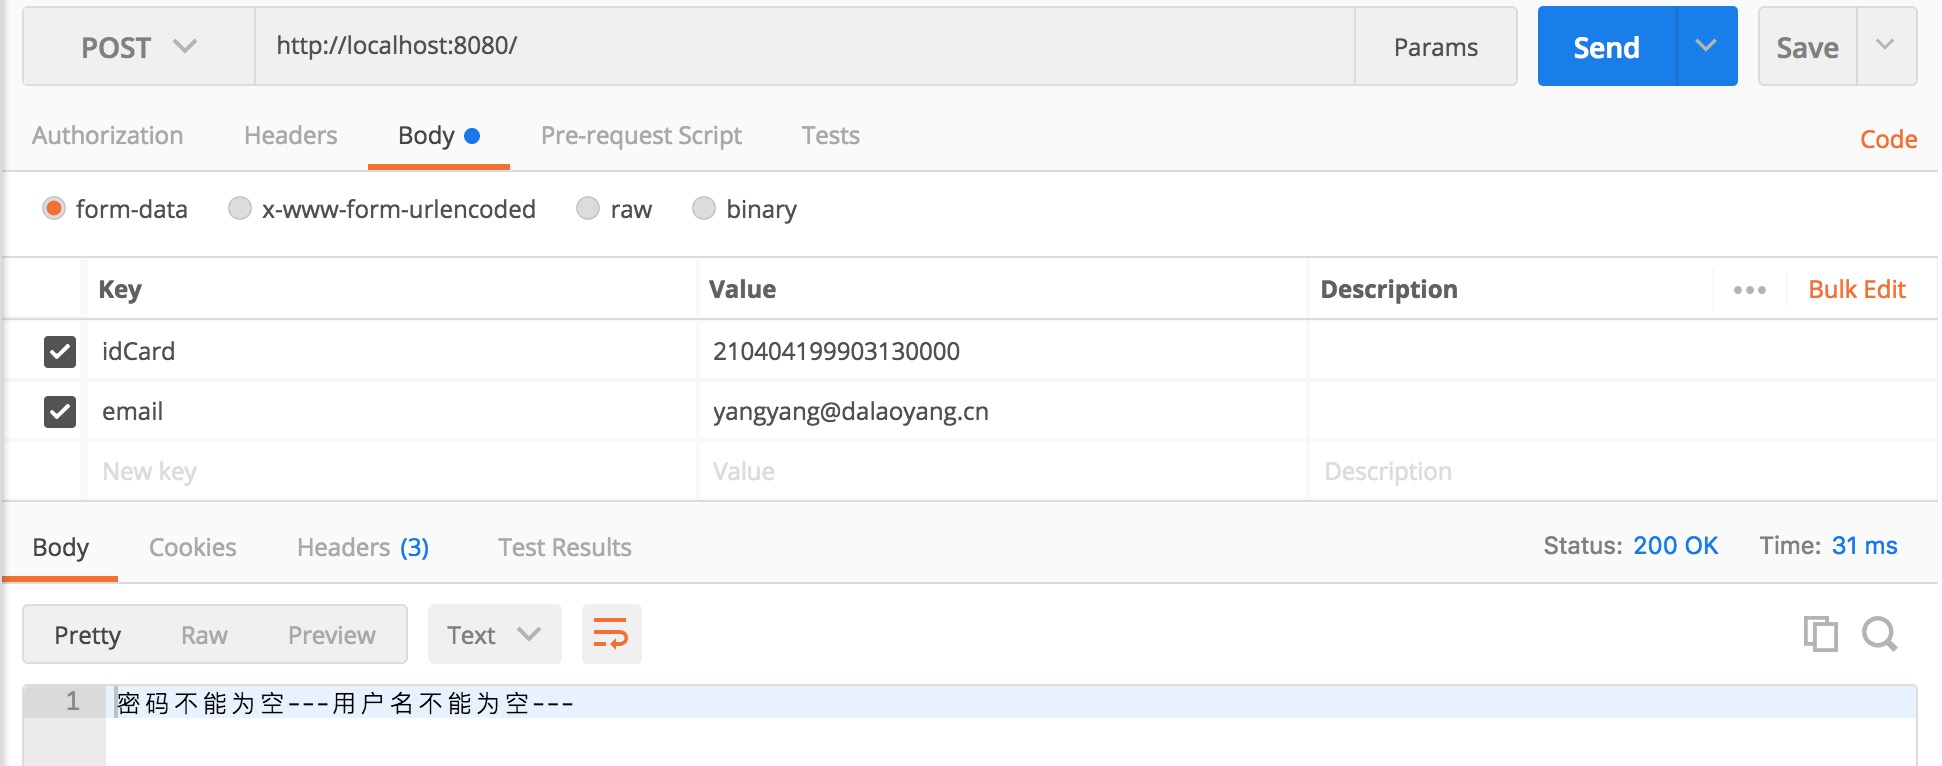 POST http://localhost:8080/ Params Send Save
Authorization Headers Body Pre-request Script Tests Code
form-data x-www-form-urlencoded raw binary
Key Value Description ••• Bulk Edit
idCard 210404199903130000
email yangyang@dalaoyang.cn
New key Value Description
Body Cookies Headers (3) Test Results Status: 200 OK Time: 31 ms
Pretty Raw Preview Text
1 密码不能为空---用户名不能为空---